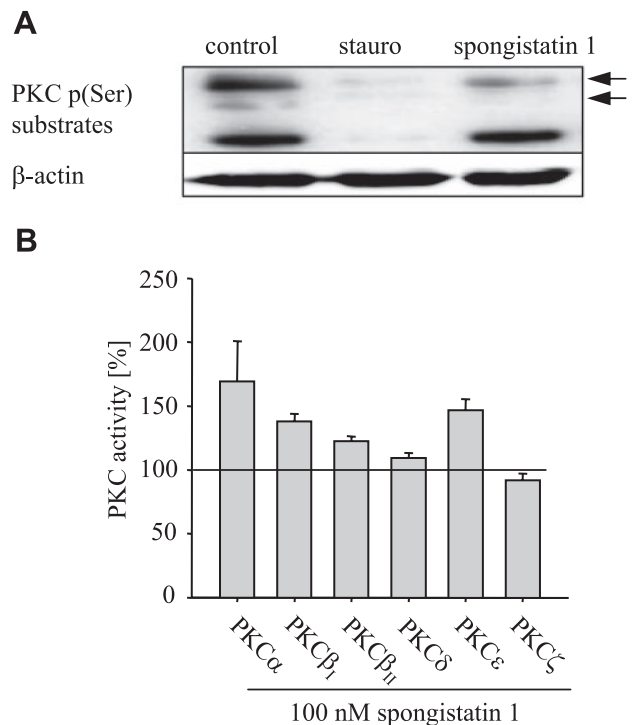 A
control stauro spongistatin 1
PKC p(Ser)
substrates
β-actin
B
PKC activity [%]
250
200
150
100
50
0
PKCα PKCβI PKCβII PKCδ PKCε PKCζ
100 nM spongistatin 1